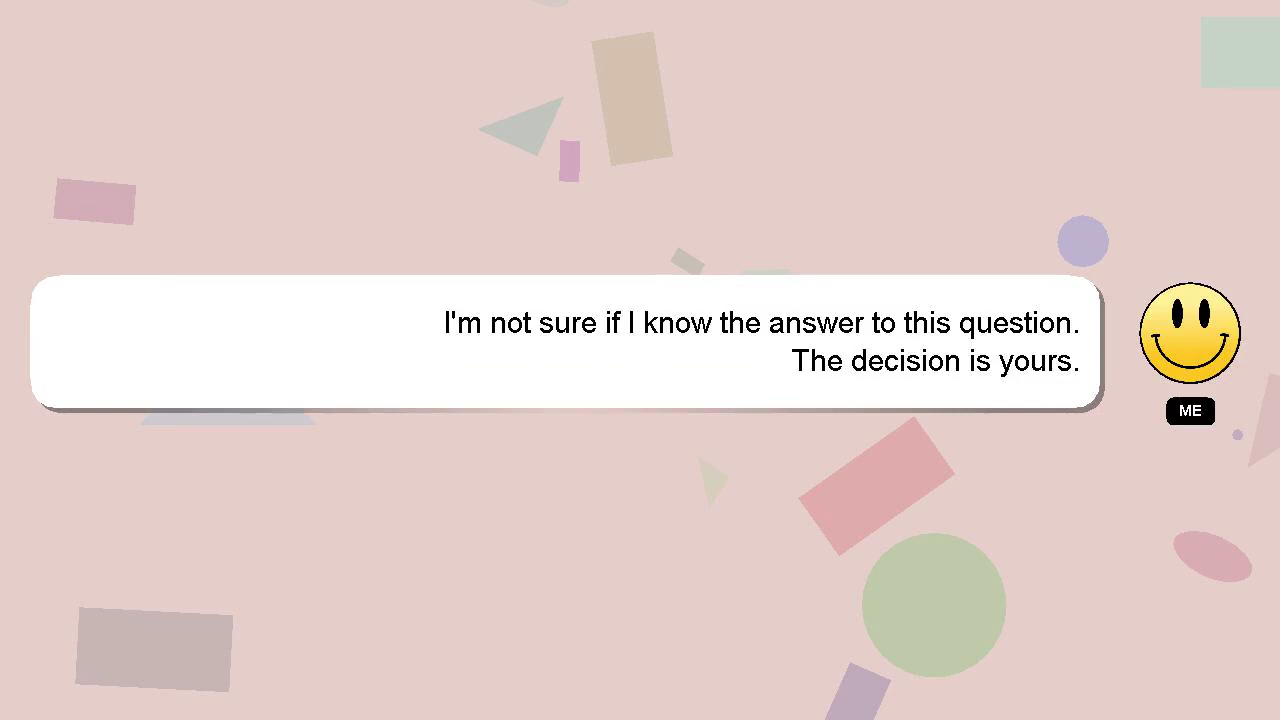 I'm not sure if I know the answer to this question.
The decision is yours.
ME